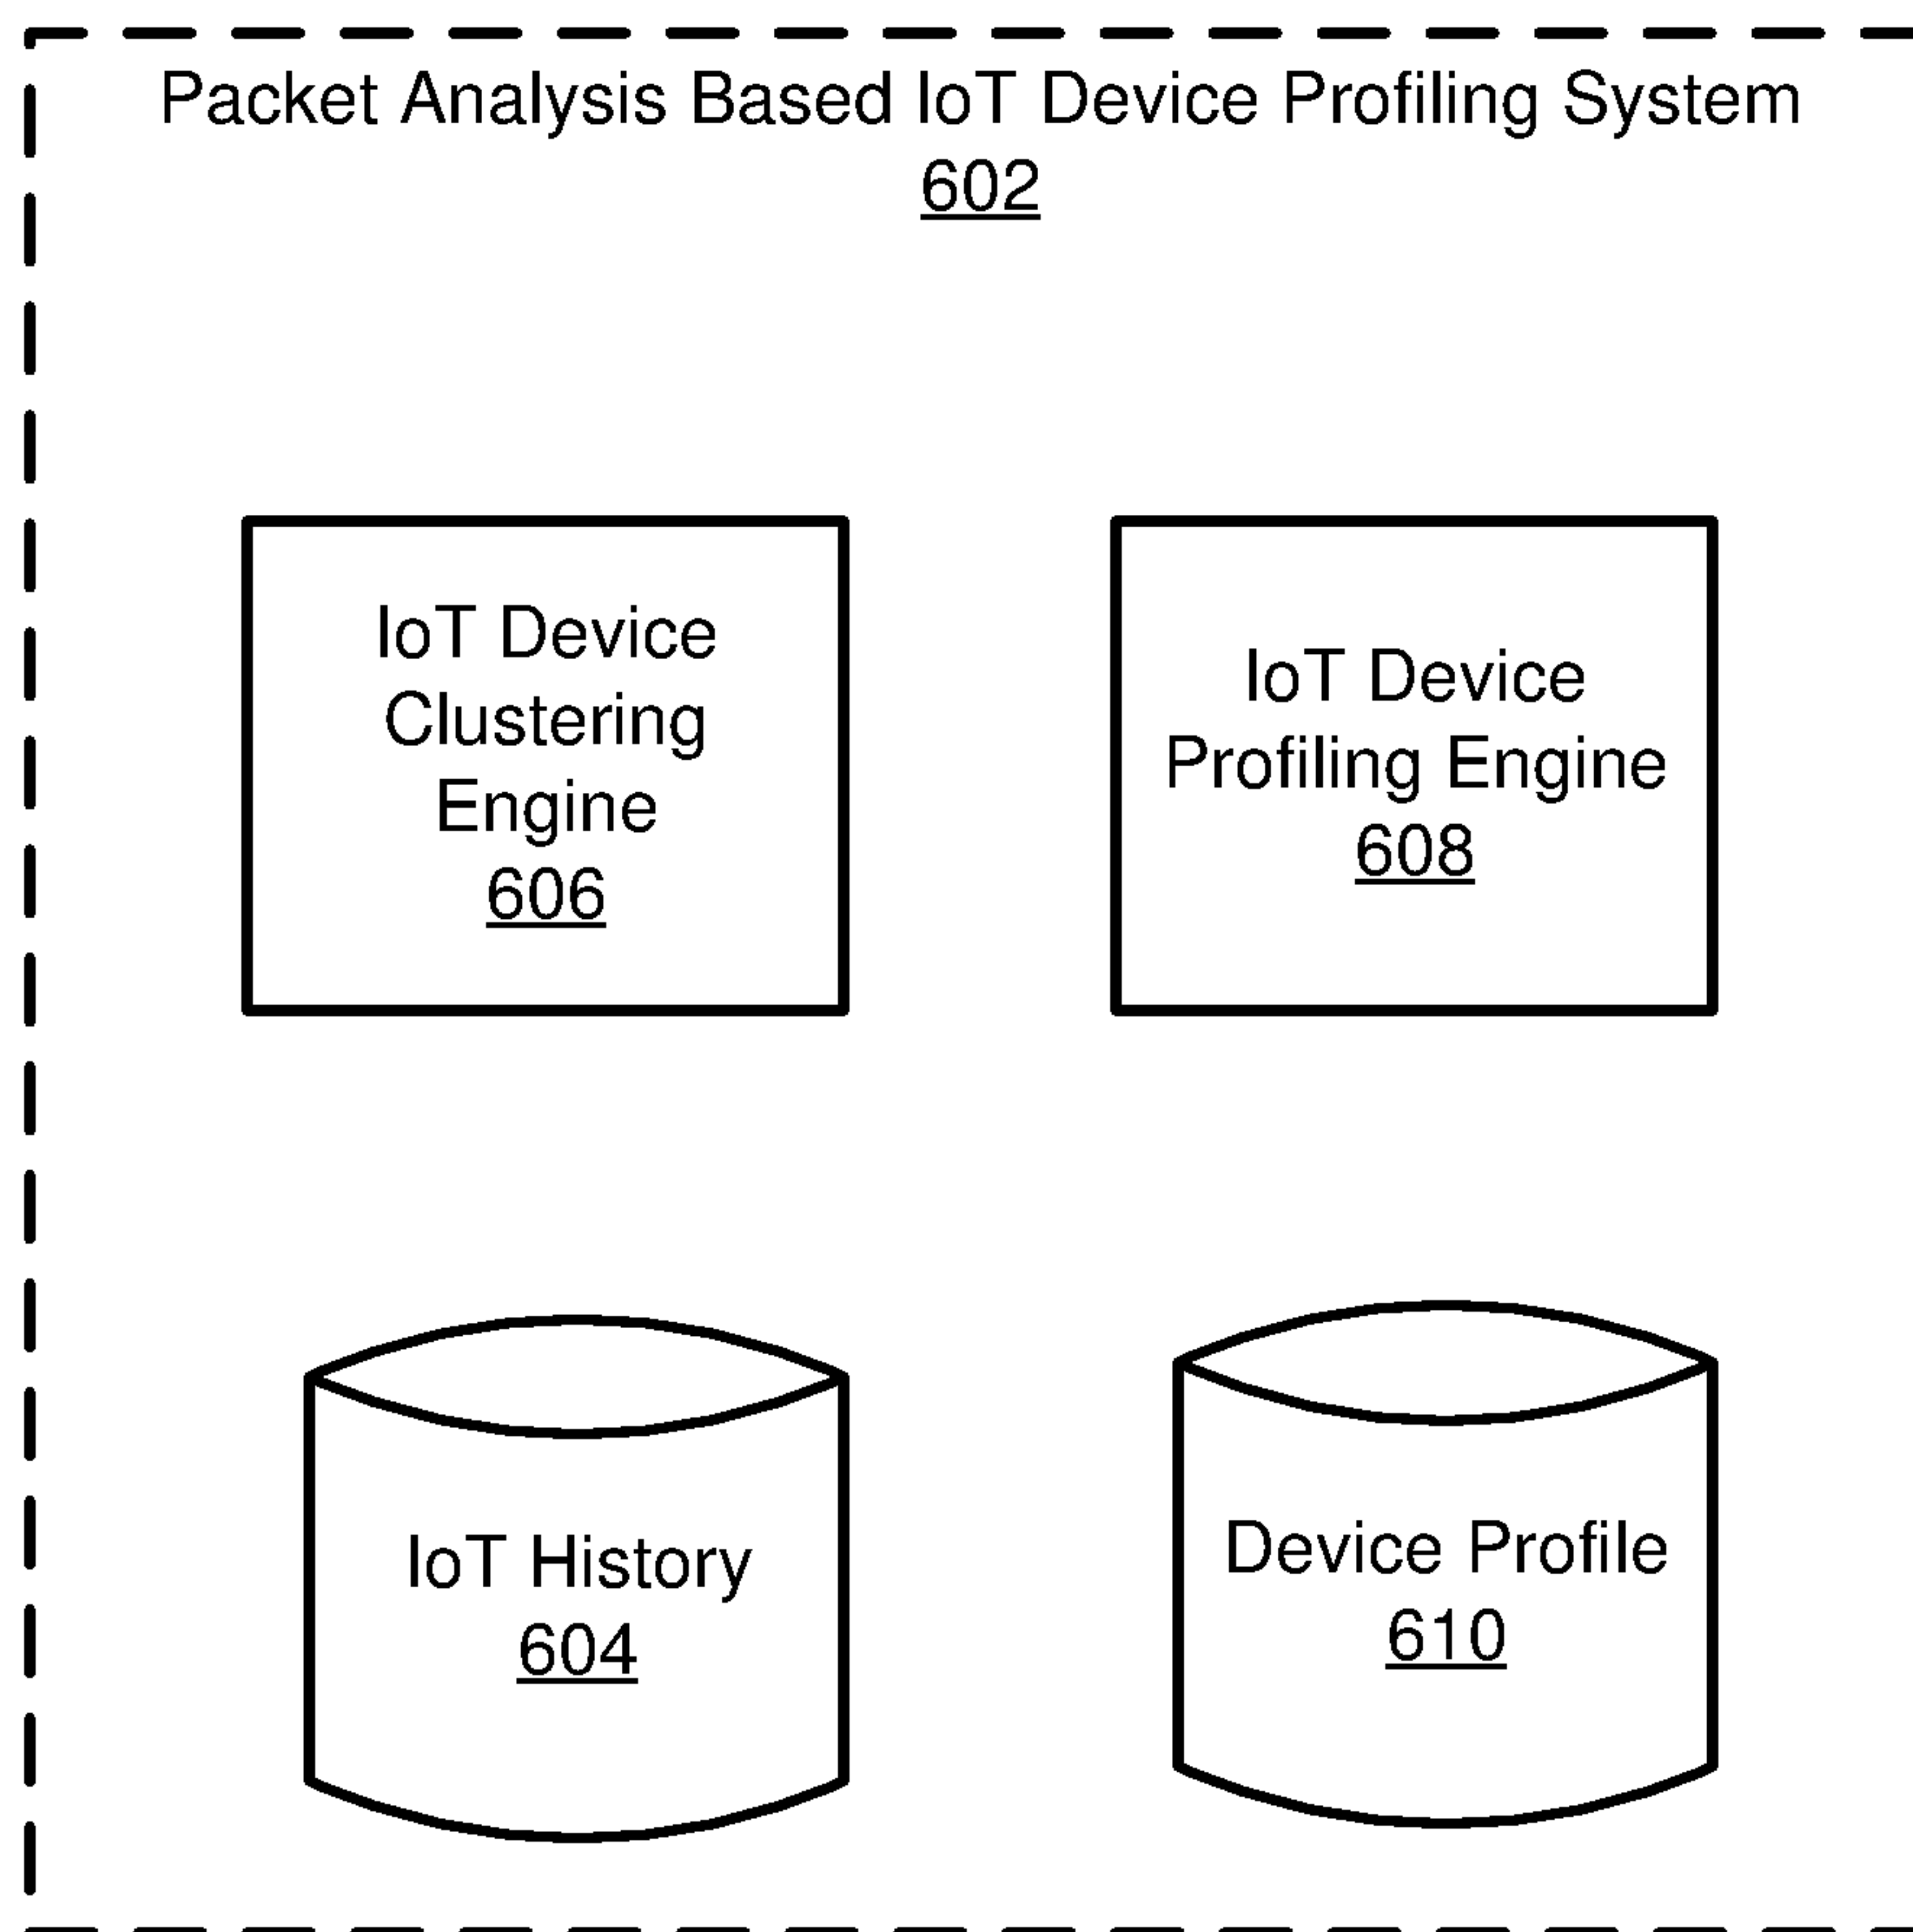 Packet Analysis Based IoT Device Profiling System
602
IoT Device
Clustering
Engine
606
IoT Device
Profiling Engine
608
IoT History
604
Device Profile
610